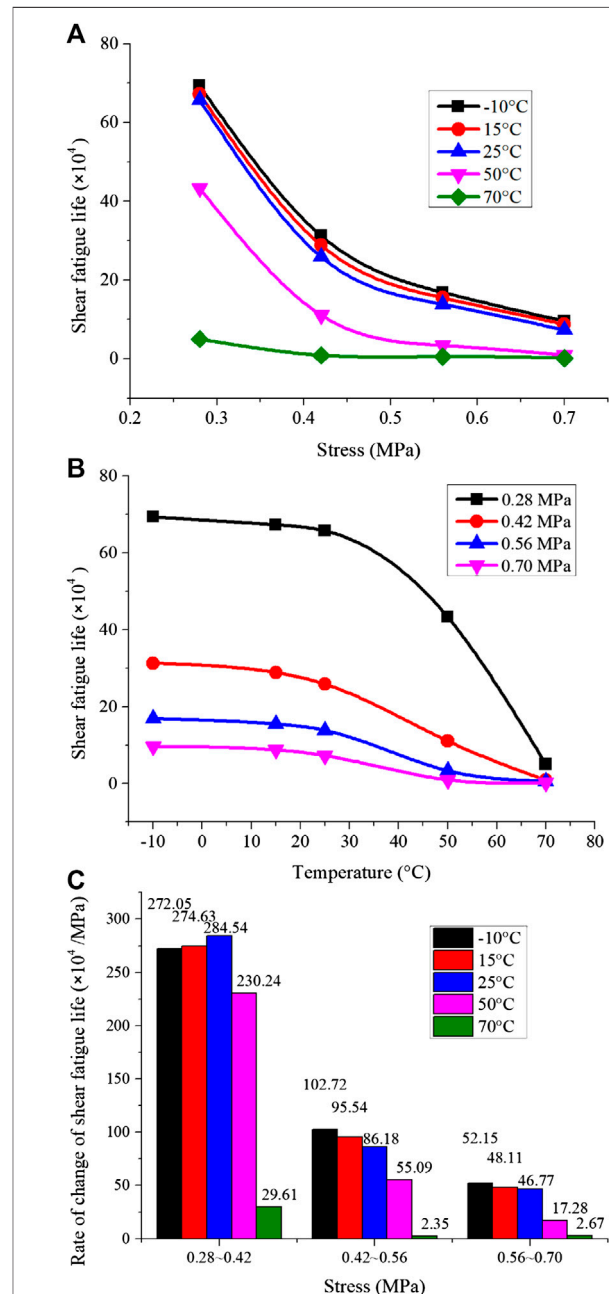 A
80
60
40
20
0
Shear fatigue life (×10⁴)
-10°C
15°C
25°C
50°C
70°C
0.2 0.3 0.4 0.5 0.6 0.7
Stress (MPa)
B
80
60
40
20
0
Shear fatigue life (×10⁴)
0.28 MPa
0.42 MPa
0.56 MPa
0.70 MPa
-10 0 10 20 30 40 50 60 70 80
Temperature (°C)
C
300
250
200
150
100
50
0
Rate of change of shear fatigue life (×10⁴ /MPa)
272.05
274.63
284.54
230.24
29.61
102.72
95.54
86.18
55.09
2.35
52.15
48.11
46.77
17.28
2.67
-10°C
15°C
25°C
50°C
70°C
0.28~0.42 0.42~0.56 0.56~0.70
Stress (MPa)